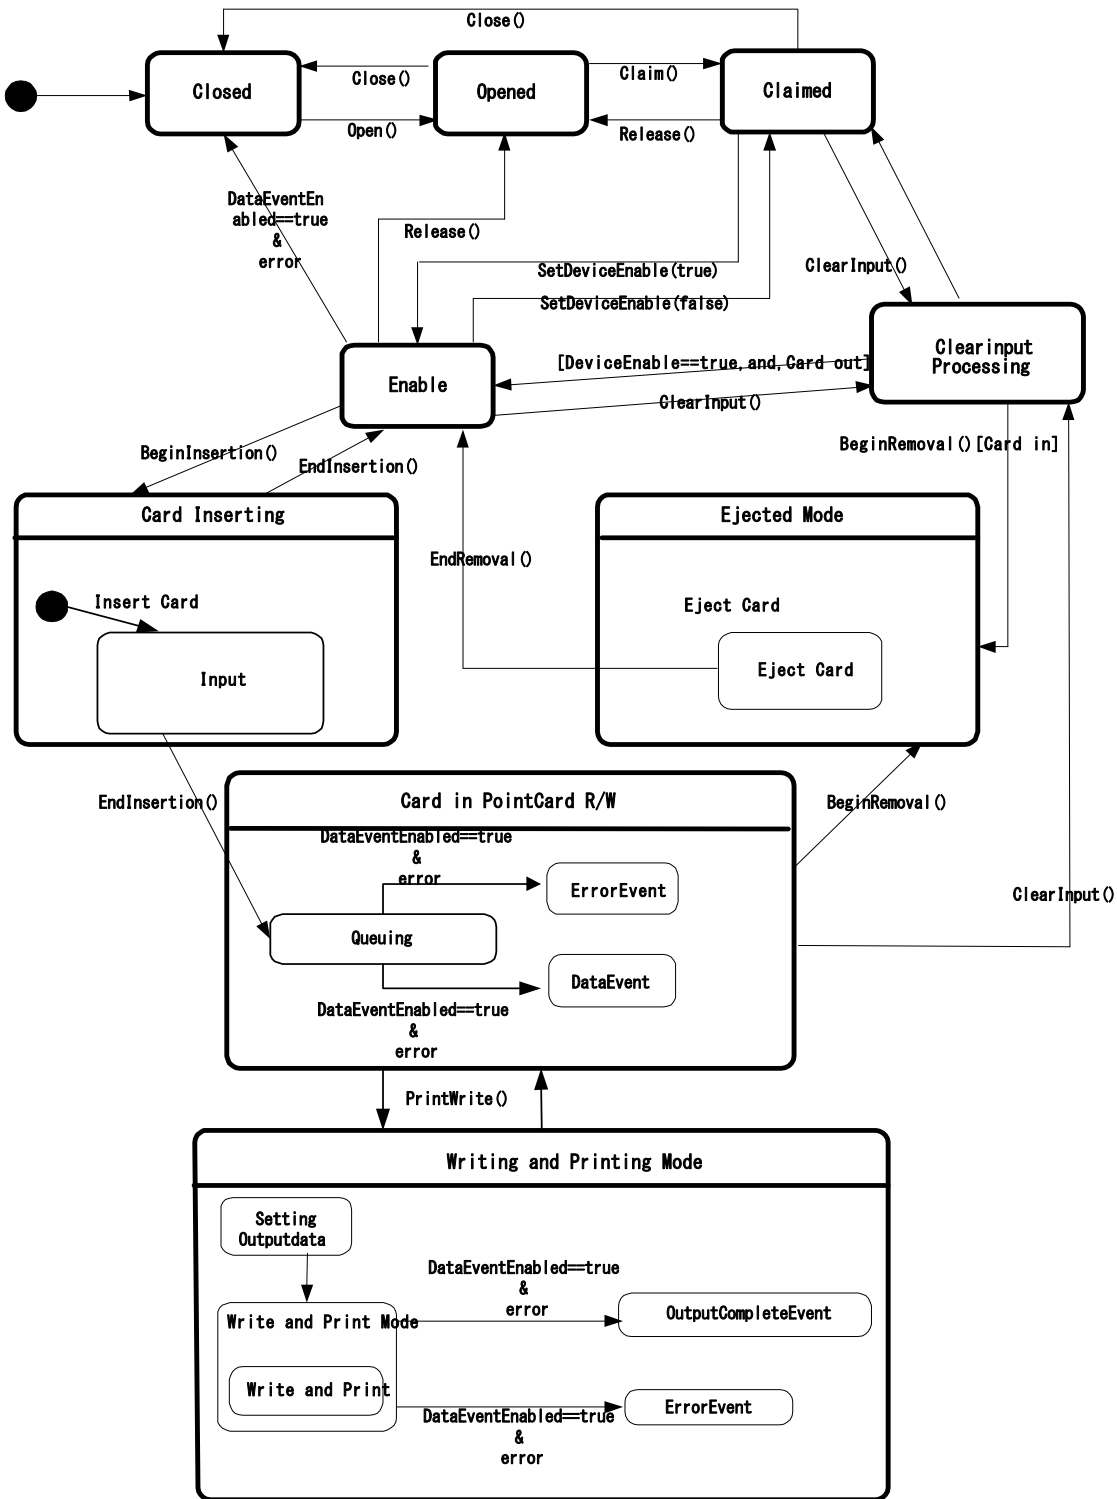 Close()
Closed
Close()
Opened
Claim()
Claimed
Open()
Release()
DataEventEn
abled==true
&
error
Release()
ClearInput()
SetDeviceEnable(true)
SetDeviceEnable(false)
Clearinput
Processing
Enable
[DeviceEnable==true,and,Card out]
ClearInput()
BeginInsertion()
EndInsertion()
BeginRemoval()[Card in]
Card Inserting
Ejected Mode
EndRemoval()
Insert Card
Eject Card
Input
Eject Card
EndInsertion()
Card in PointCard R/W
BeginRemoval()
DataEventEnabled==true
&
error
ErrorEvent
ClearInput()
Queuing
DataEvent
DataEventEnabled==true
&
error
PrintWrite()
Writing and Printing Mode
Setting
Outputdata
DataEventEnabled==true
&
error
Write and Print Mode
OutputCompleteEvent
Write and Print
ErrorEvent
DataEventEnabled==true
&
error